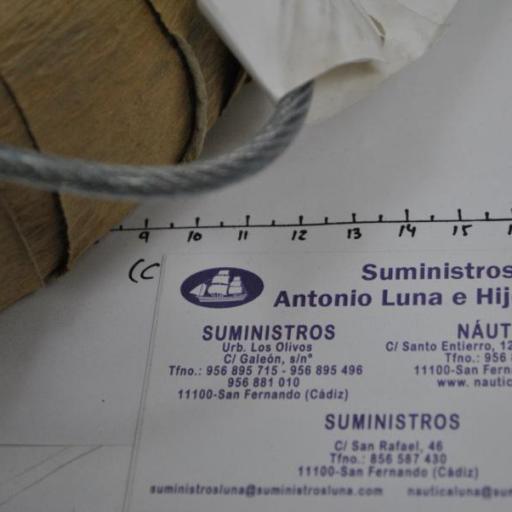 9 10 11 12 13 14 15
Suministros
Antonio Luna e Hij
SUMINISTROS
Urb. Los Olivos
C/ Galeón, s/nº
Tfno.: 956 895 715 - 956 895 496
956 881 010
11100-San Fernando (Cádiz)
NÁUT
C/ Santo Entierro, 12
Tfno.: 956
11100-San Fern
www. nautic
SUMINISTROS
C/ San Rafael, 46
Tfno.: 856 587 430
11100-San Fernando (Cádiz)
suministrosluna@suministrosluna.com nauticaluna@su